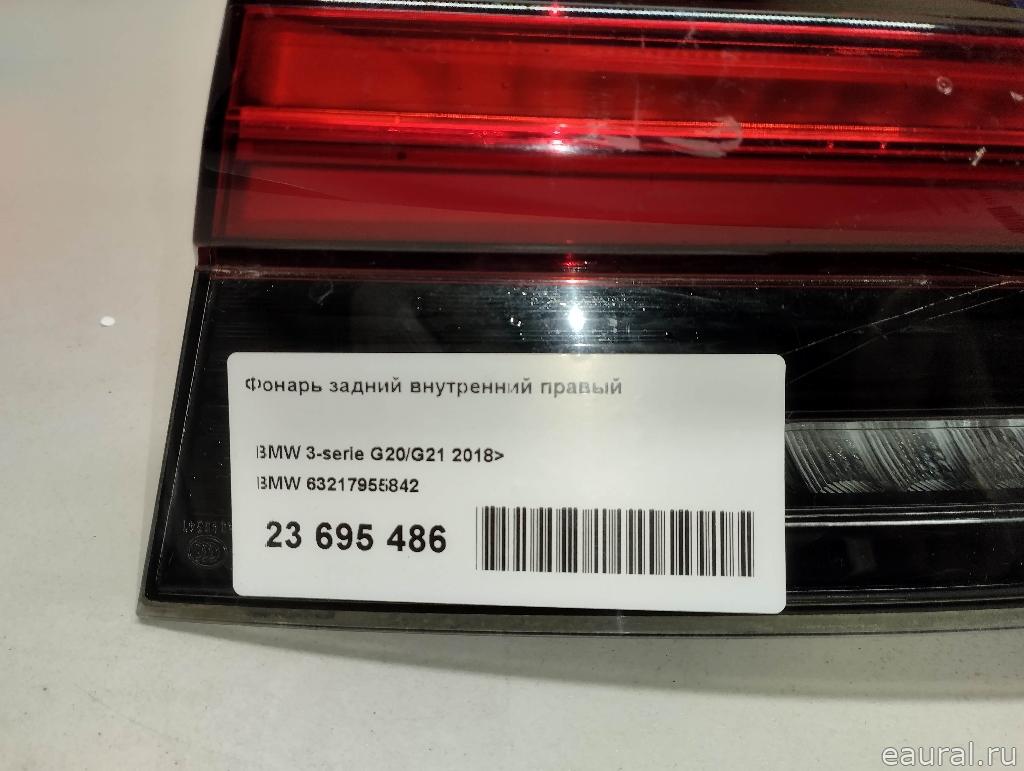 Фонарь задний внутренний правый
BMW 3-serie G20/G21 2018>
BMW 63217955842
23 695 486
eaural.ru